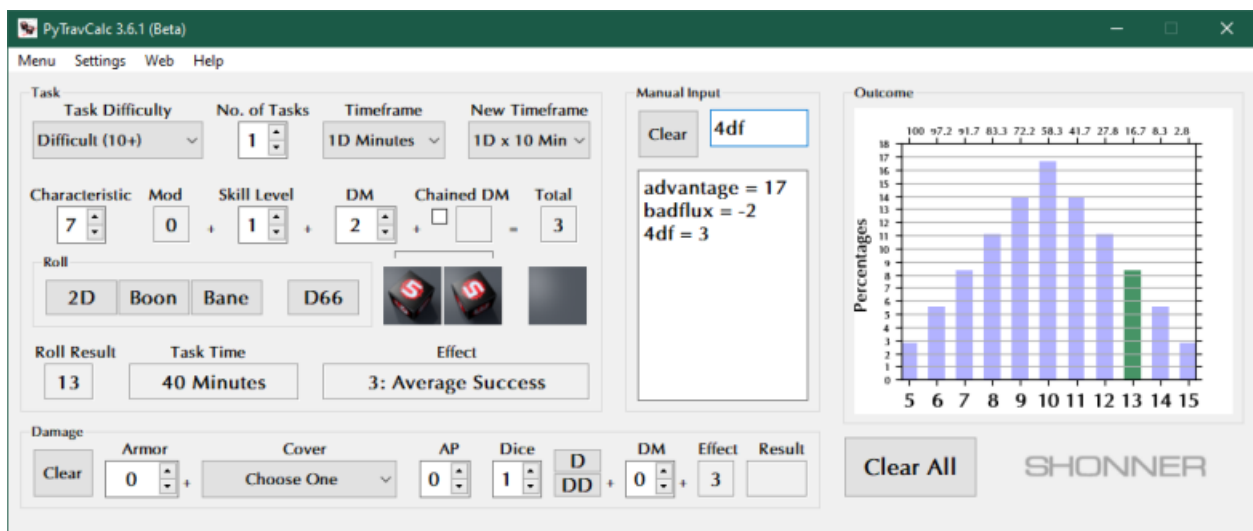 PyTravCalc 3.6.1 (Beta)
Menu Settings Web Help
Task
Task Difficulty No. of Tasks Timeframe New Timeframe
Difficult (10+) 1 1D Minutes 1D x 10 Min
Characteristic Mod Skill Level DM Chained DM Total
7 0 + 1 + 2 + = 3
Roll
2D Boon Bane D66
5 5
Roll Result Task Time Effect
13 40 Minutes 3: Average Success
Manual Input
Clear 4df
advantage = 17
badflux = -2
4df = 3
Outcome
100 97.2 91.7 83.3 72.2 58.3 41.7 27.8 16.7 8.3 2.8
Percentages
18
17
16
15
14
13
12
11
10
9
8
7
6
5
4
3
2
1
0
5 6 7 8 9 10 11 12 13 14 15
Damage
Armor Cover AP Dice DM Effect Result
Clear 0 + Choose One 0 1 D DD + 0 + 3
Clear All
SHONNER